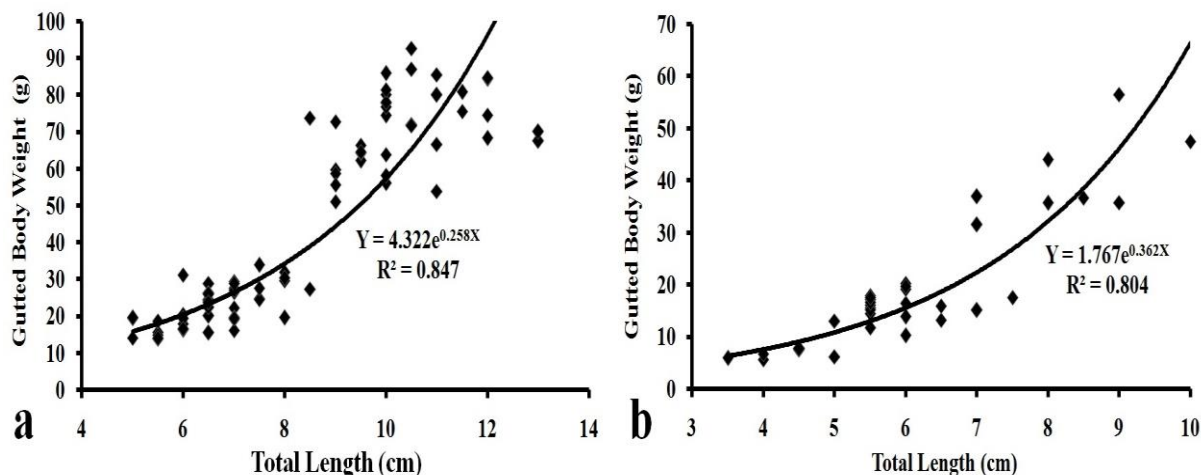 Gutted Body Weight (g)
100
90
80
70
60
50
40
30
20
10
0
Y = 4.322e^0.258X
R² = 0.847
4 6 8 10 12 14
Total Length (cm)
a
Gutted Body Weight (g)
70
60
50
40
30
20
10
0
Y = 1.767e^0.362X
R² = 0.804
3 4 5 6 7 8 9 10
Total Length (cm)
b